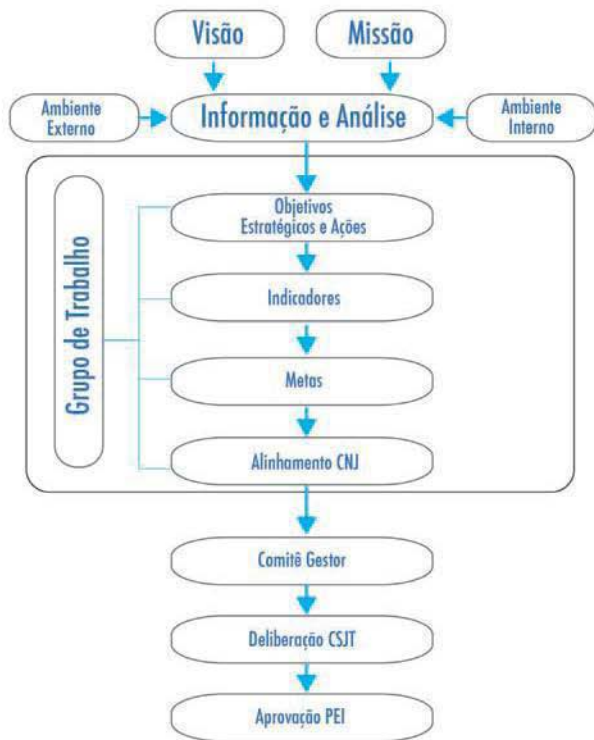 Visão
Missão
Ambiente
Externo
Informação e Análise
Ambiente
Interno
Grupo de Trabalho
Objetivos
Estratégicos e Ações
Indicadores
Metas
Alinhamento CNJ
Comitê Gestor
Deliberação CSJT
Aprovação PEI